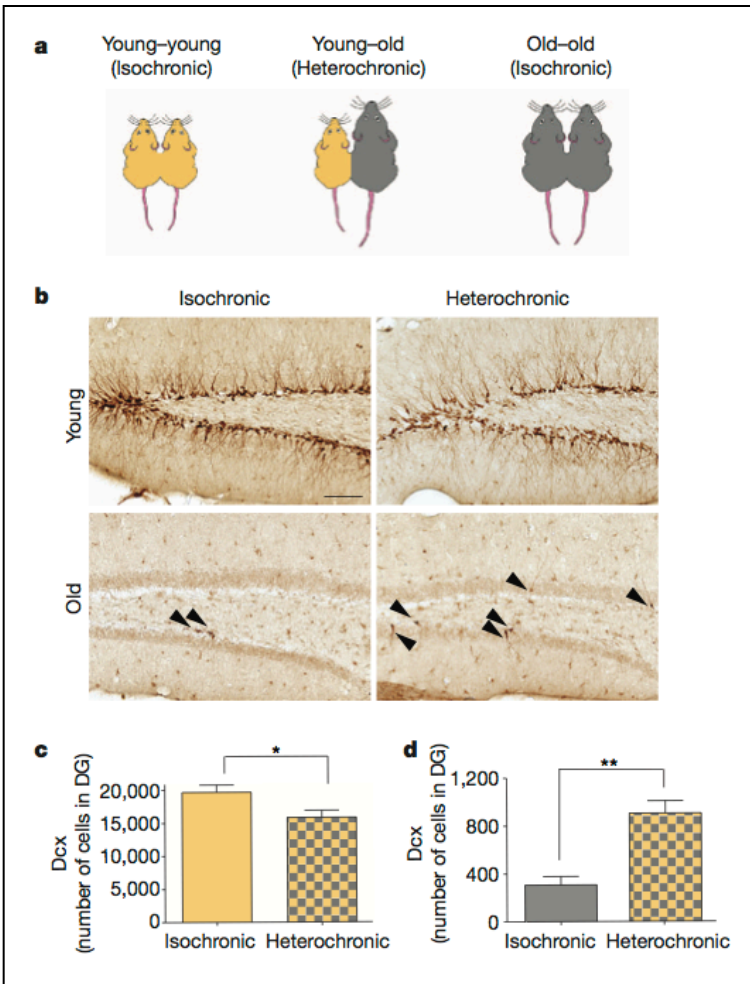 a
Young–young
(Isochronic)
Young–old
(Heterochronic)
Old–old
(Isochronic)
b
Isochronic
Heterochronic
Young
Old
c
Dcx
(number of cells in DG)
20,000
15,000
10,000
5,000
0
*
Isochronic
Heterochronic
d
Dcx
(number of cells in DG)
1,200
800
400
0
**
Isochronic
Heterochronic